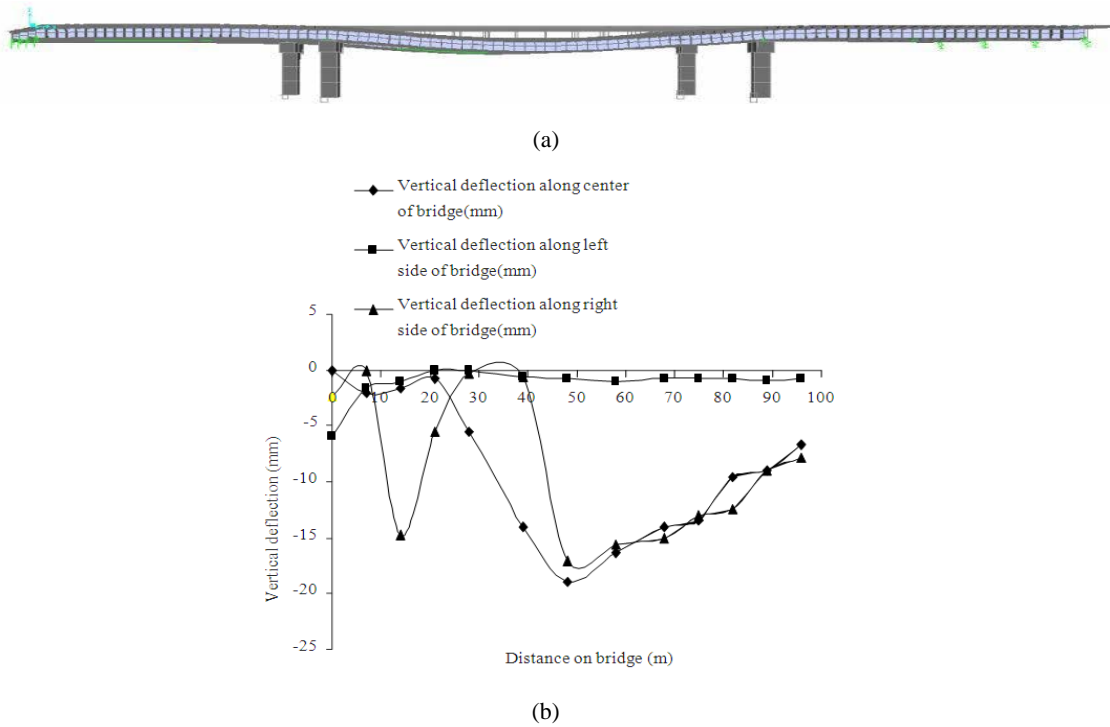 (a)
Vertical deflection along center
of bridge(mm)
Vertical deflection along left
side of bridge(mm)
Vertical deflection along right
side of bridge(mm)
5
0
-5
-10
-15
-20
-25
0 10 20 30 40 50 60 70 80 90 100
Vertical deflection (mm)
Distance on bridge (m)
(b)